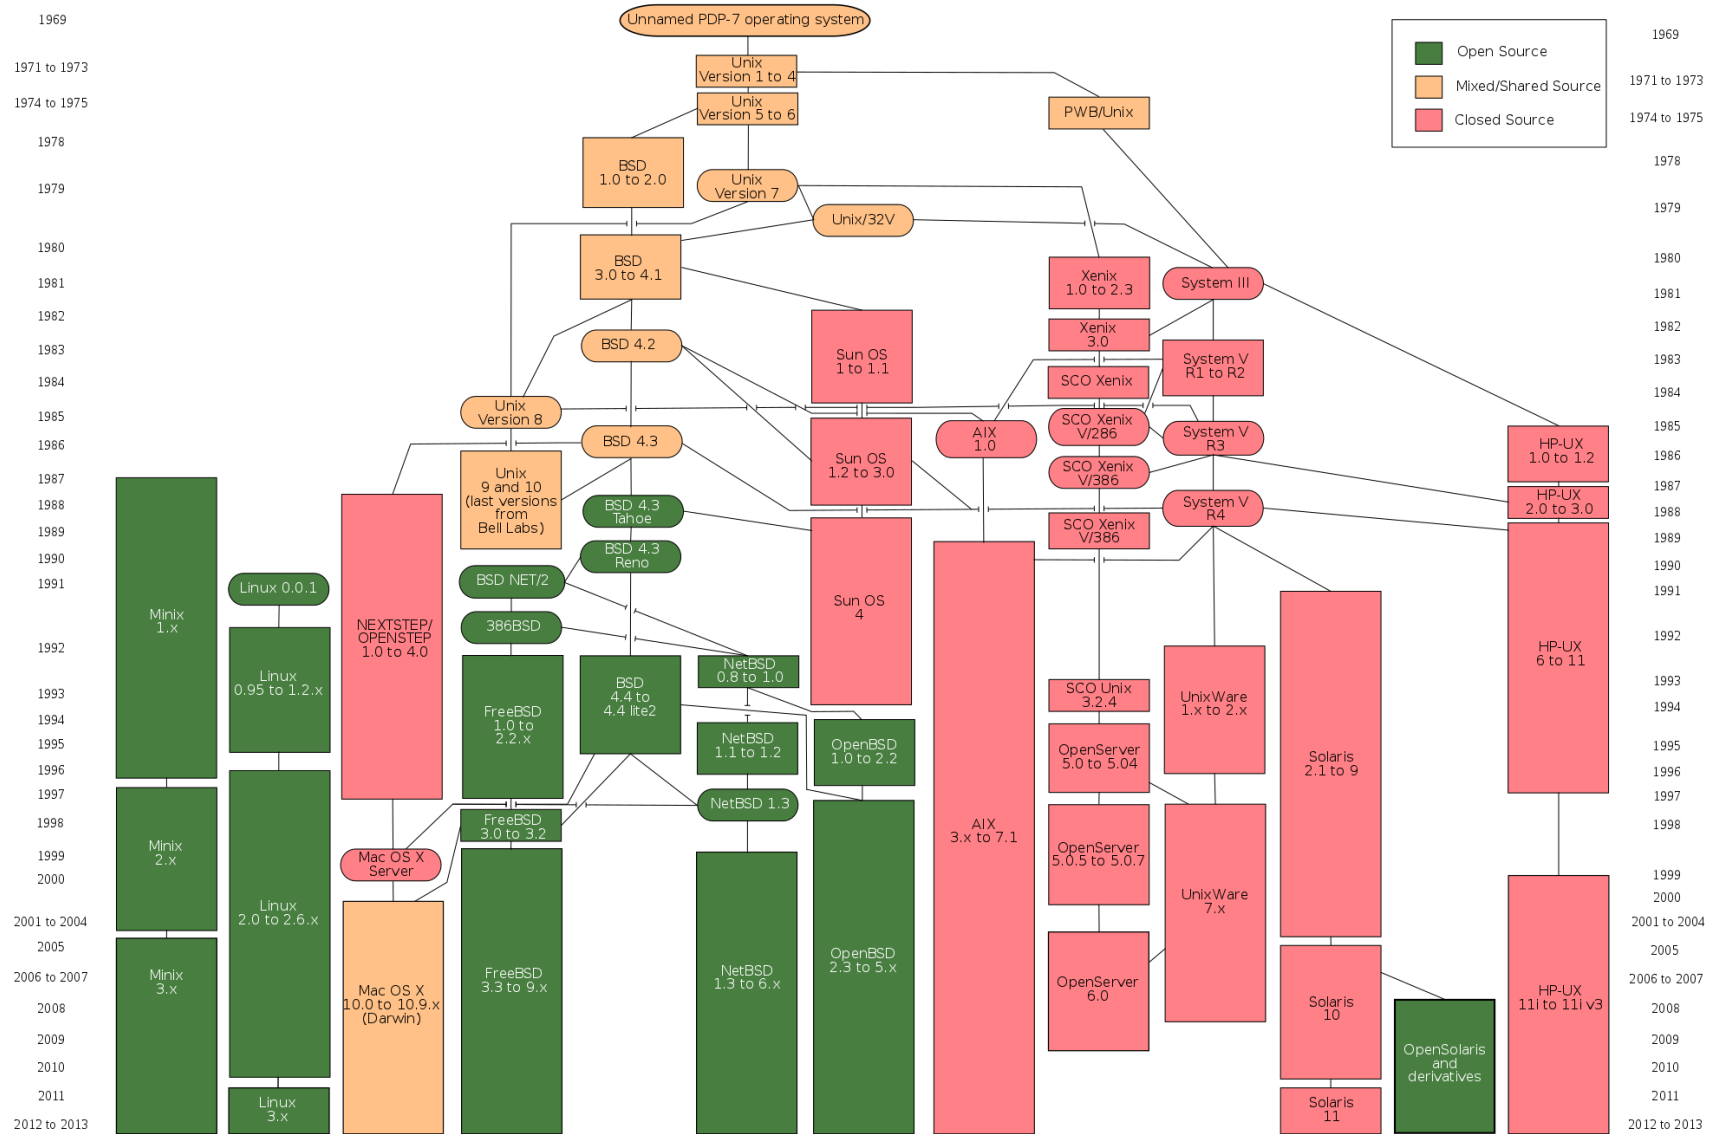 Unnamed PDP-7 operating system
Unix
Version 1 to 4
Unix
Version 5 to 6
PWB/Unix
Open Source
Mixed/Shared Source
Closed Source
BSD
1.0 to 2.0
Unix
Version 7
Unix/32V
BSD
3.0 to 4.1
Xenix
1.0 to 2.3
System III
Xenix
3.0
BSD 4.2
Sun OS
1 to 1.1
System V
R1 to R2
SCO Xenix
Unix
Version 8
SCO Xenix
V/286
BSD 4.3
AIX
1.0
System V
R3
HP-UX
1.0 to 1.2
Unix
9 and 10
(last versions
from
Bell Labs)
Sun OS
1.2 to 3.0
SCO Xenix
V/386
HP-UX
2.0 to 3.0
BSD 4.3
Tahoe
System V
R4
SCO Xenix
V/386
BSD 4.3
Reno
BSD NET/2
Linux 0.0.1
Minix
1.x
Sun OS
4
386BSD
NEXTSTEP/
OPENSTEP
1.0 to 4.0
HP-UX
6 to 11
Linux
0.95 to 1.2.x
NetBSD
0.8 to 1.0
BSD
4.4 to
4.4 lite2
SCO Unix
3.2.4
UnixWare
1.x to 2.x
FreeBSD
1.0 to
2.2.x
NetBSD
1.1 to 1.2
OpenBSD
1.0 to 2.2
OpenServer
5.0 to 5.04
Solaris
2.1 to 9
NetBSD 1.3
FreeBSD
3.0 to 3.2
AIX
3.x to 7.1
Minix
2.x
Mac OS X
Server
OpenServer
5.0.5 to 5.0.7
Linux
2.0 to 2.6.x
UnixWare
7.x
OpenBSD
2.3 to 5.x
Minix
3.x
FreeBSD
3.3 to 9.x
NetBSD
1.3 to 6.x
Mac OS X
10.0 to 10.9.x
(Darwin)
OpenServer
6.0
Solaris
10
HP-UX
11i to 11i v3
OpenSolaris
and
derivatives
Linux
3.x
Solaris
11
1969
1971 to 1973
1974 to 1975
1978
1979
1980
1981
1982
1983
1984
1985
1986
1987
1988
1989
1990
1991
1992
1993
1994
1995
1996
1997
1998
1999
2000
2001 to 2004
2005
2006 to 2007
2008
2009
2010
2011
2012 to 2013
1969
1971 to 1973
1974 to 1975
1978
1979
1980
1981
1982
1983
1984
1985
1986
1987
1988
1989
1990
1991
1992
1993
1994
1995
1996
1997
1998
1999
2000
2001 to 2004
2005
2006 to 2007
2008
2009
2010
2011
2012 to 2013